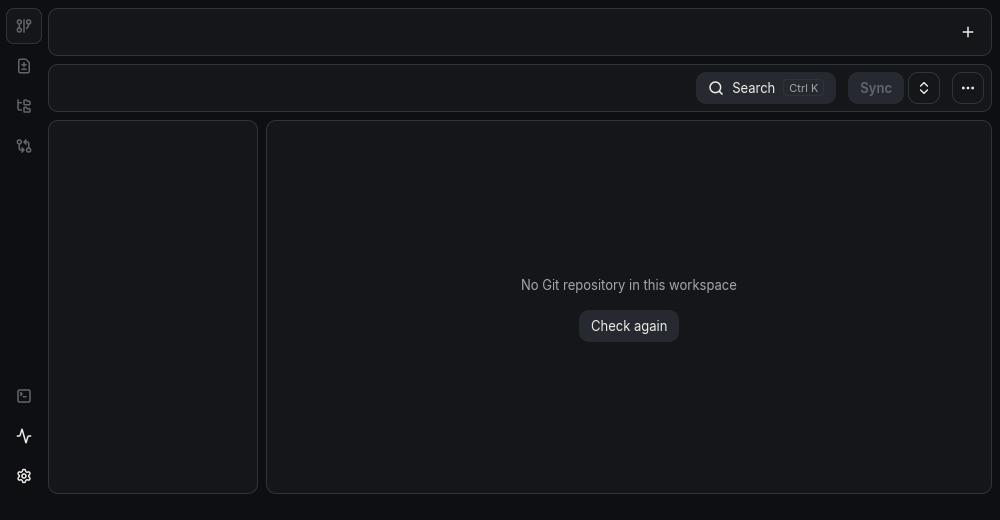 Search Ctrl K Sync
No Git repository in this workspace
Check again